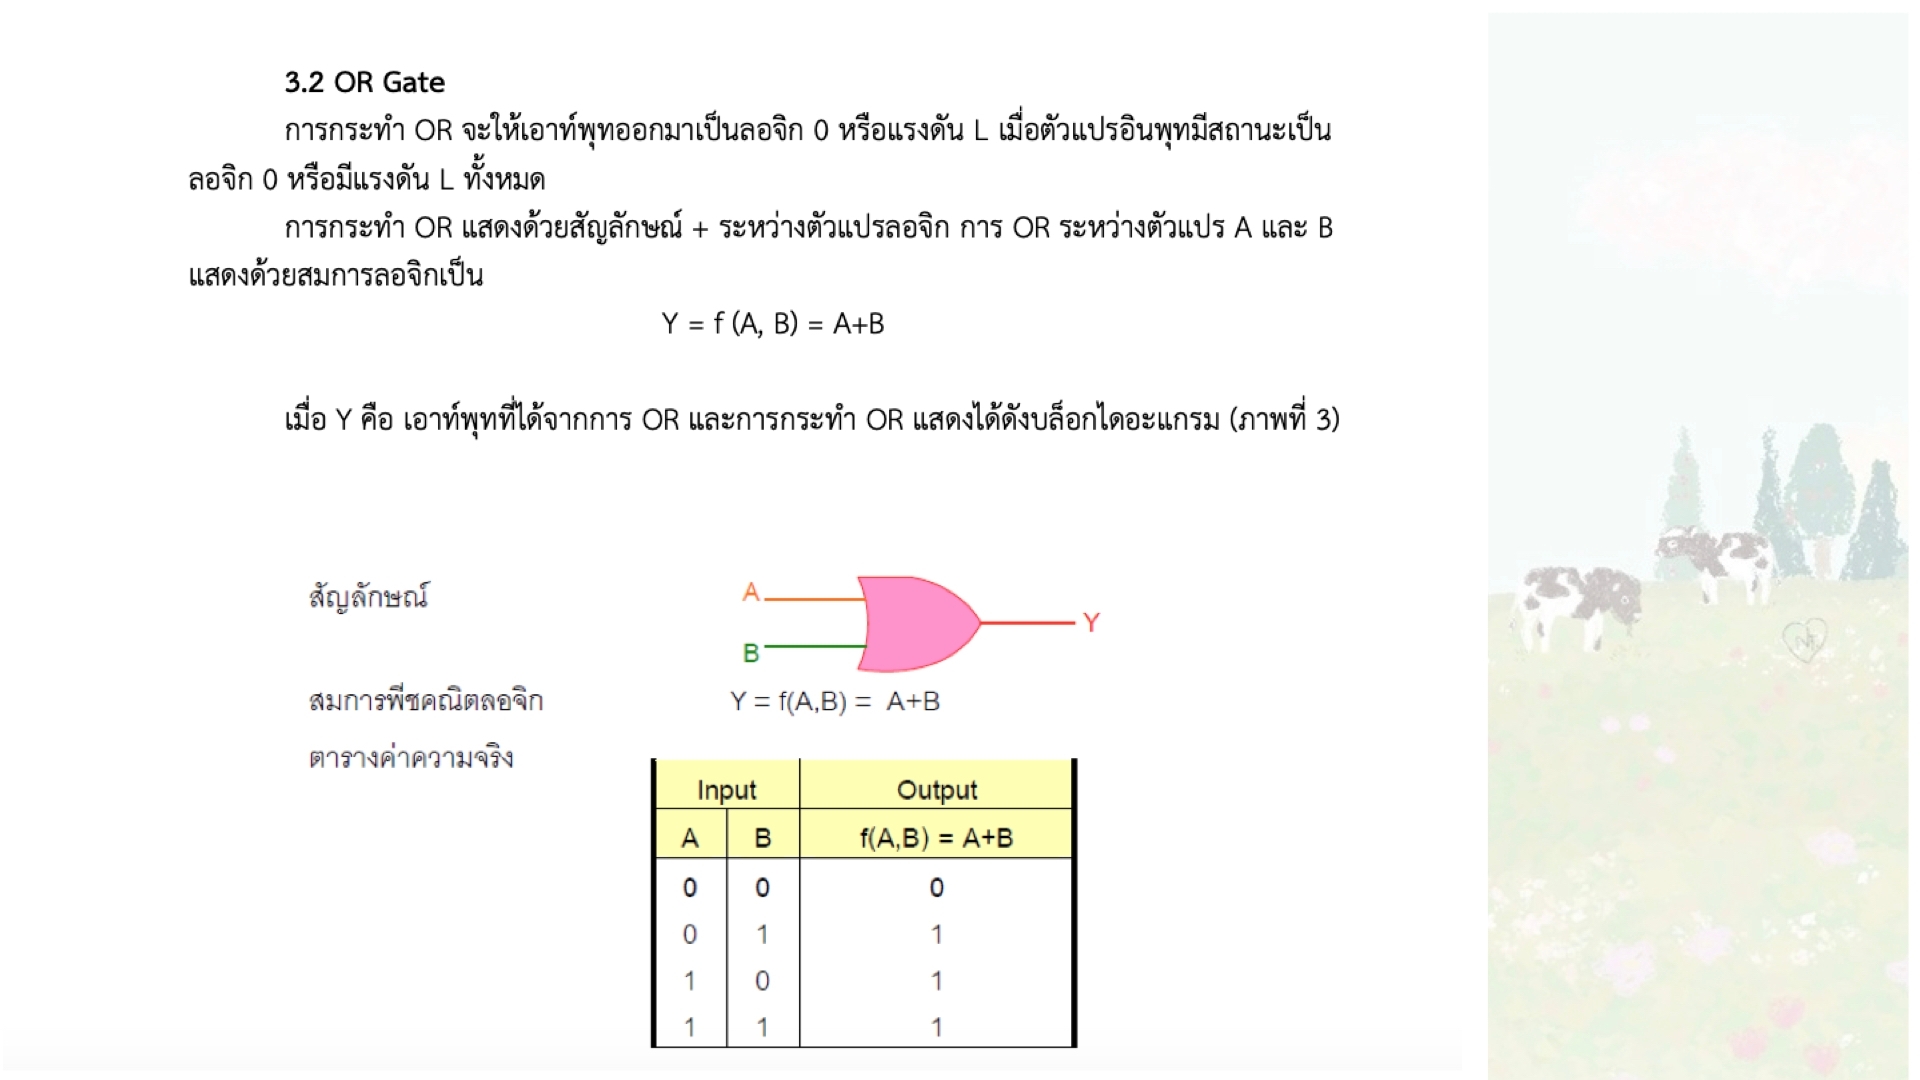 3.2 OR Gate
การกระทำ OR จะให้เอาท์พุทออกมาเป็นลอจิก 0 หรือแรงดัน L เมื่อตัวแปรอินพุทมีสถานะเป็น
ลอจิก 0 หรือมีแรงดัน L ทั้งหมด
การกระทำ OR แสดงด้วยสัญลักษณ์ + ระหว่างตัวแปรลอจิก การ OR ระหว่างตัวแปร A และ B
แสดงด้วยสมการลอจิกเป็น
Y = f (A, B) = A+B
เมื่อ Y คือ เอาท์พุทที่ได้จากการ OR และการกระทำ OR แสดงได้ดังบล็อกไดอะแกรม (ภาพที่ 3)
สัญลักษณ์
A
B
Y
สมการพีชคณิตลอจิก Y = f(A,B) = A+B
ตารางค่าความจริง
Input Output
A B f(A,B) = A+B
0 0 0
0 1 1
1 0 1
1 1 1